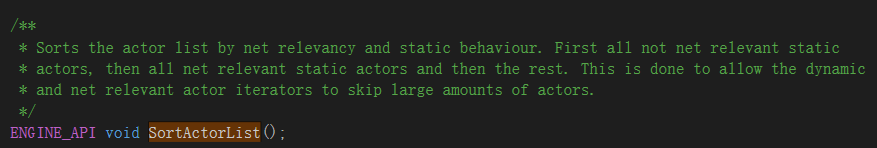 /**
* Sorts the actor list by net relevancy and static behaviour. First all not net relevant static
* actors, then all net relevant static actors and then the rest. This is done to allow the dynamic
* and net relevant actor iterators to skip large amounts of actors.
*/
ENGINE_API void SortActorList();